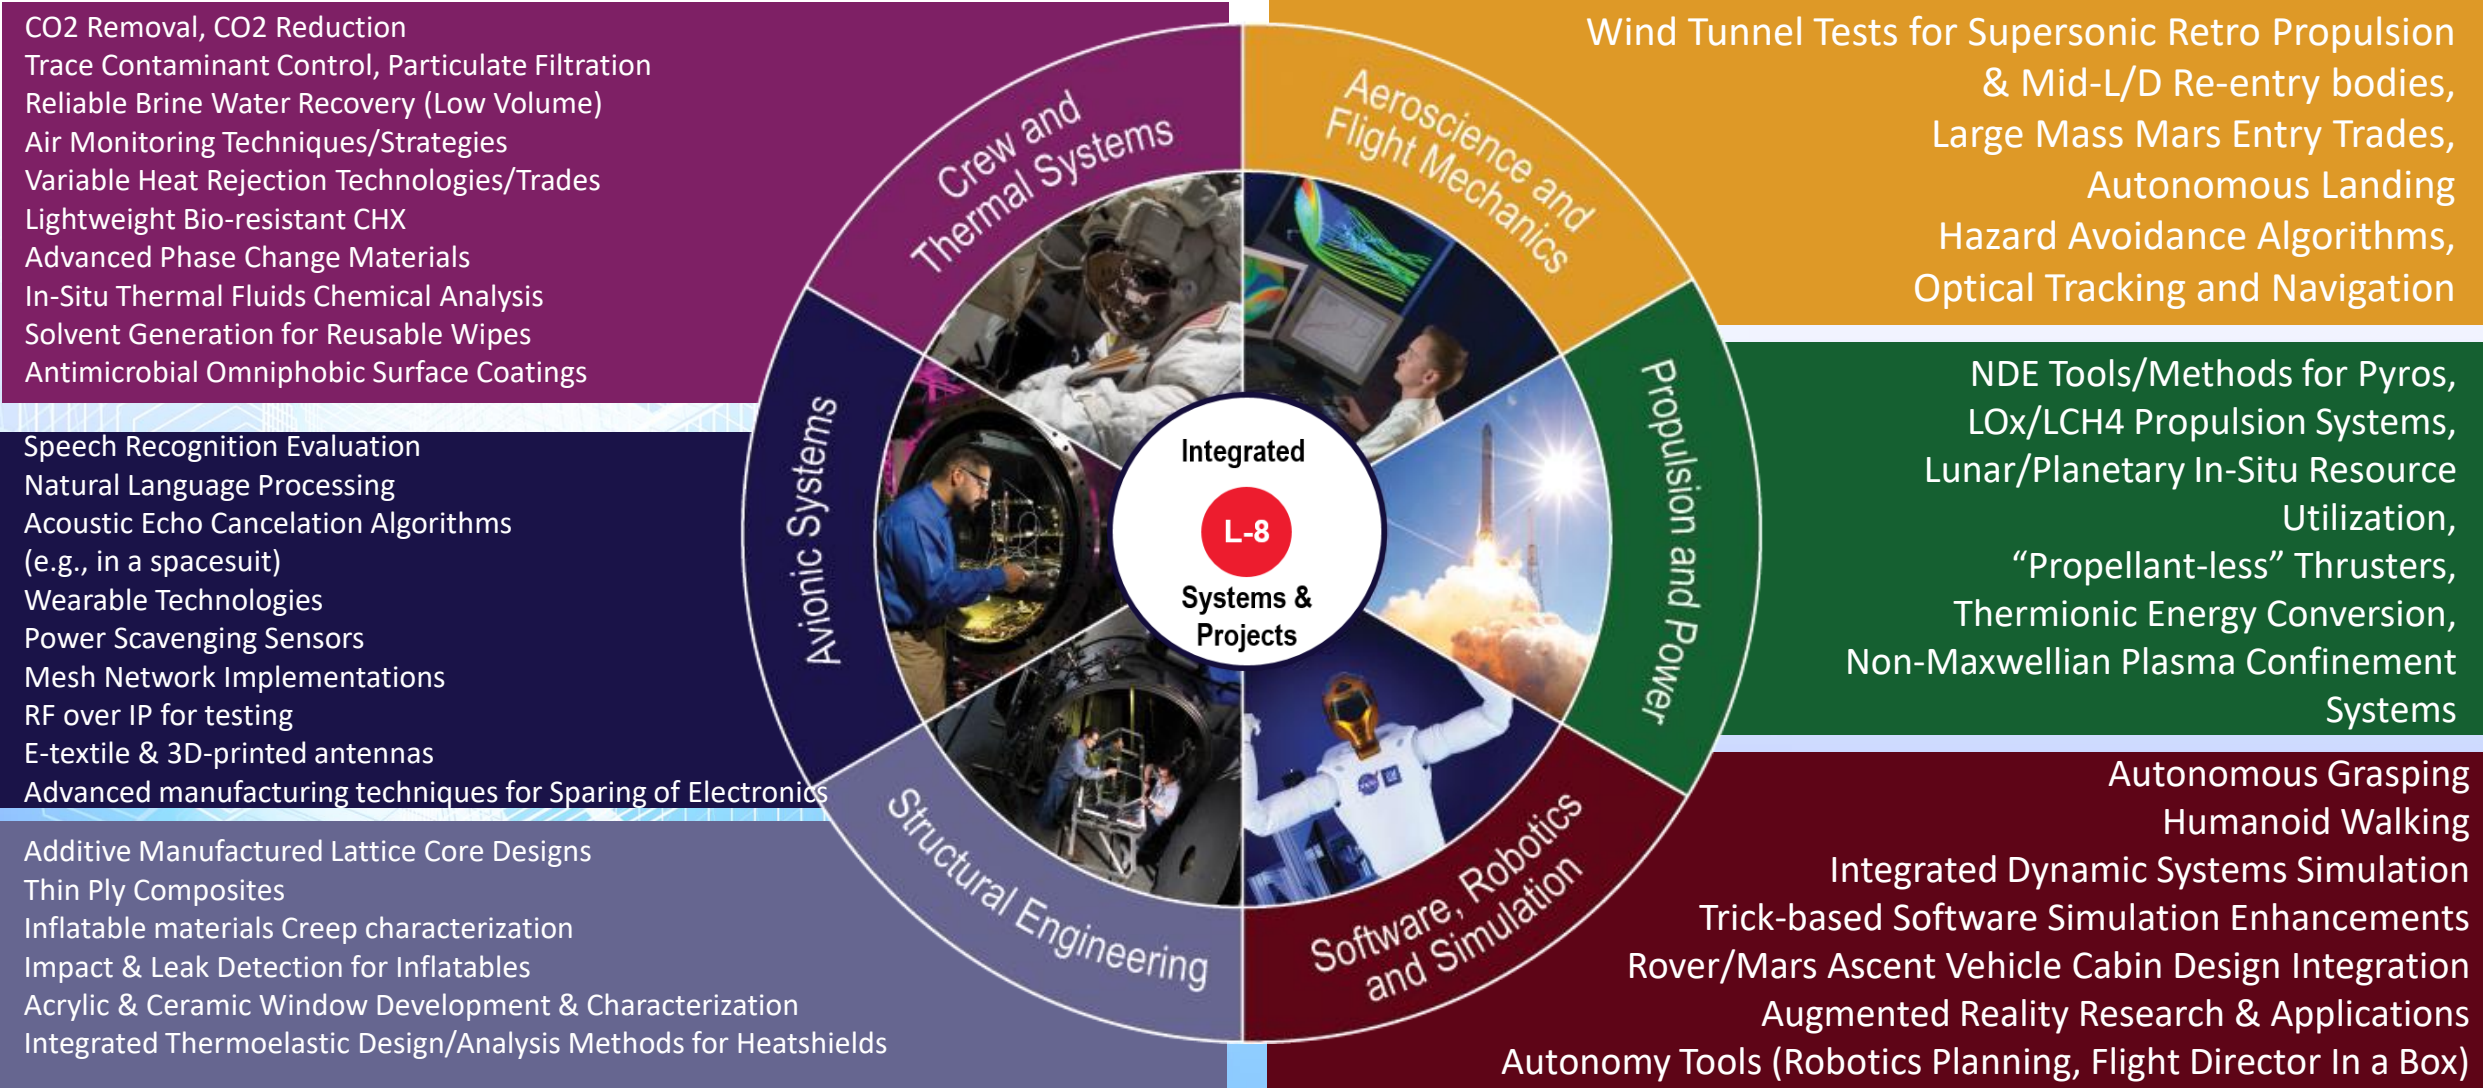 CO2 Removal, CO2 Reduction
Trace Contaminant Control, Particulate Filtration
Reliable Brine Water Recovery (Low Volume)
Air Monitoring Techniques/Strategies
Variable Heat Rejection Technologies/Trades
Lightweight Bio-resistant CHX
Advanced Phase Change Materials
In-Situ Thermal Fluids Chemical Analysis
Solvent Generation for Reusable Wipes
Antimicrobial Omniphobic Surface Coatings
Speech Recognition Evaluation
Natural Language Processing
Acoustic Echo Cancelation Algorithms
(e.g., in a spacesuit)
Wearable Technologies
Power Scavenging Sensors
Mesh Network Implementations
RF over IP for testing
E-textile & 3D-printed antennas
Advanced manufacturing techniques for Sparing of Electronics
Additive Manufactured Lattice Core Designs
Thin Ply Composites
Inflatable materials Creep characterization
Impact & Leak Detection for Inflatables
Acrylic & Ceramic Window Development & Characterization
Integrated Thermoelastic Design/Analysis Methods for Heatshields
Crew and
Thermal Systems
Aeroscience and
Flight Mechanics
Avionic Systems
Propulsion and Power
Structural Engineering
Software, Robotics
and Simulation
Integrated
L-8
Systems &
Projects
NASA
GM
Wind Tunnel Tests for Supersonic Retro Propulsion
& Mid-L/D Re-entry bodies,
Large Mass Mars Entry Trades,
Autonomous Landing
Hazard Avoidance Algorithms,
Optical Tracking and Navigation
NDE Tools/Methods for Pyros,
LOx/LCH4 Propulsion Systems,
Lunar/Planetary In-Situ Resource
Utilization,
“Propellant-less” Thrusters,
Thermionic Energy Conversion,
Non-Maxwellian Plasma Confinement
Systems
Autonomous Grasping
Humanoid Walking
Integrated Dynamic Systems Simulation
Trick-based Software Simulation Enhancements
Rover/Mars Ascent Vehicle Cabin Design Integration
Augmented Reality Research & Applications
Autonomy Tools (Robotics Planning, Flight Director In a Box)